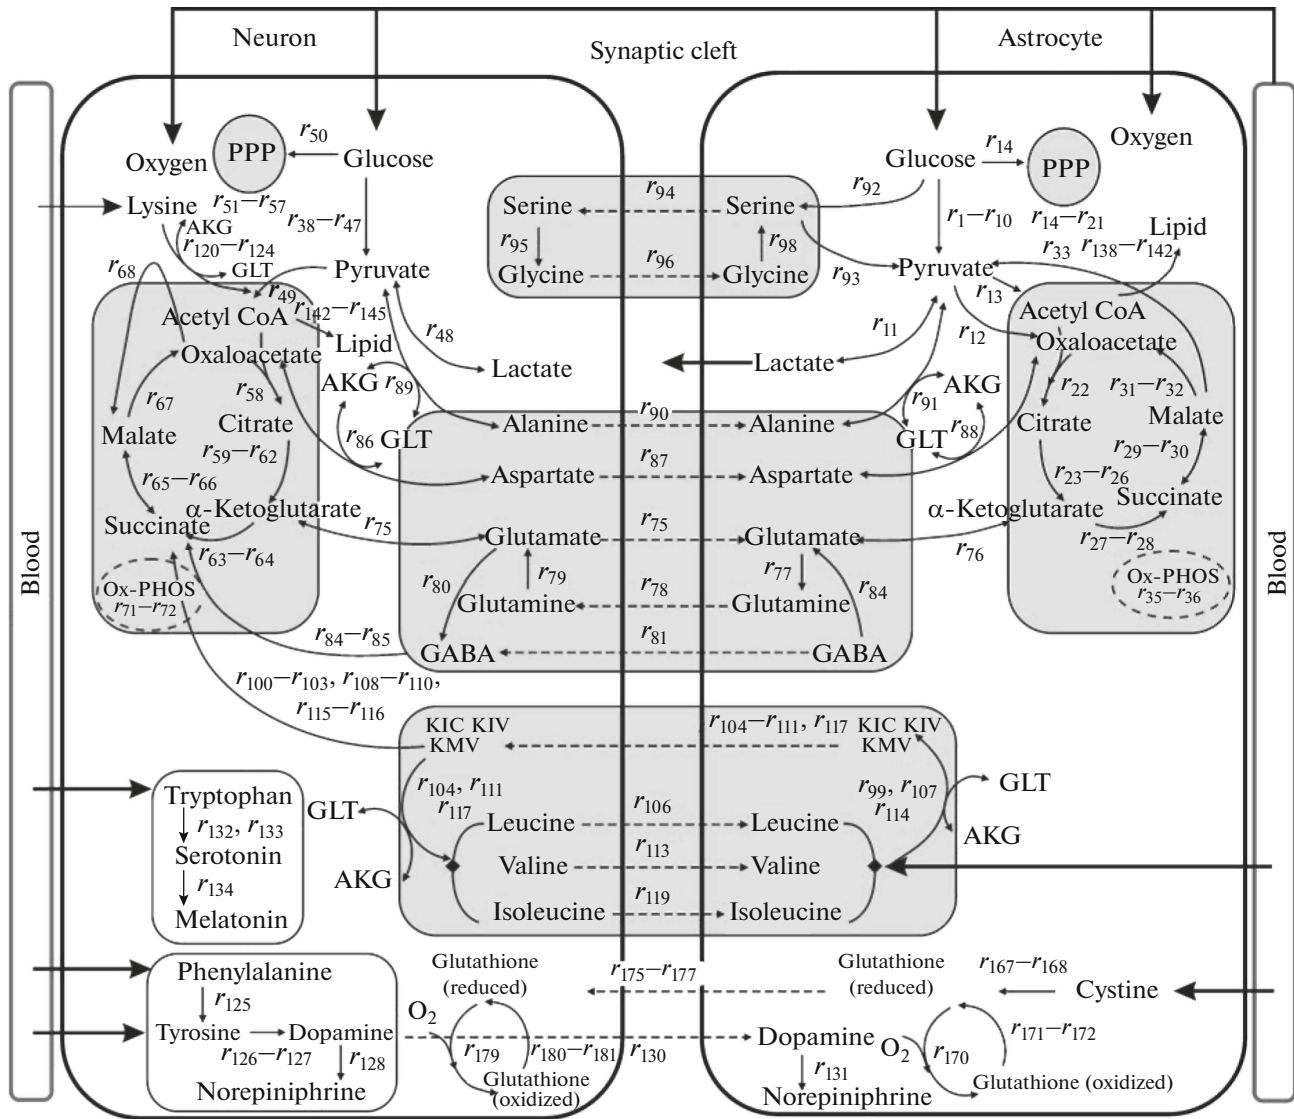 Neuron
Synaptic cleft
Astrocyte
Blood
Oxygen
PPP
r50
Glucose
r51–r57
Lysine
AKG
r120–r124
GLT
r38–r47
r68
Pyruvate
r49
r142–r145
Acetyl CoA
Lipid
Oxaloacetate
r48
Lactate
AKG
r89
r58
r67
Citrate
Malate
r59–r62
r86
GLT
r65–r66
α-Ketoglutarate
Succinate
r75
r63–r64
Ox-PHOS
r71–r72
r84–r85
r100–r103, r108–r110,
r115–r116
Serine
r94
Serine
r95
r98
Glycine
r96
Glycine
r92
r93
Alanine
r90
Alanine
Aspartate
r87
Aspartate
Glutamate
r75
Glutamate
r80
r79
r77
r84
Glutamine
r78
Glutamine
GABA
r81
GABA
Glucose
r14
PPP
Oxygen
r1–r10
r14–r21
Lipid
r33
r138–r142
Pyruvate
r13
Acetyl CoA
r11
r12
Oxaloacetate
Lactate
AKG
r91
r22
r31–r32
GLT
r88
Citrate
Malate
r29–r30
r23–r26
Succinate
α-Ketoglutarate
r76
r27–r28
Ox-PHOS
r35–r36
Blood
KIC KIV
KMV
r104–r111, r117
KIC KIV
KMV
r104, r111
r117
GLT
AKG
r99, r107
r114
GLT
AKG
Leucine
r106
Leucine
Valine
r113
Valine
Isoleucine
r119
Isoleucine
Tryptophan
r132, r133
Serotonin
r134
Melatonin
Phenylalanine
r125
Tyrosine
Dopamine
r126–r127
r128
Norepiniphrine
Glutathione
(reduced)
O2
r179
r180–r181
r130
Glutathione
(oxidized)
r175–r177
Glutathione
(reduced)
r167–r168
Cystine
Dopamine
O2
r170
r171–r172
r131
Norepiniphrine
Glutathione (oxidized)